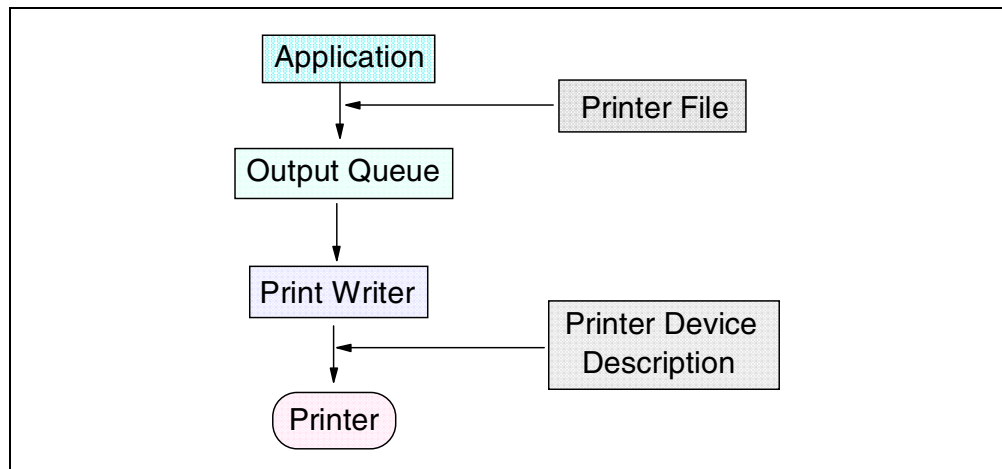 Application
Printer File
Output Queue
Print Writer
Printer Device
Description
Printer